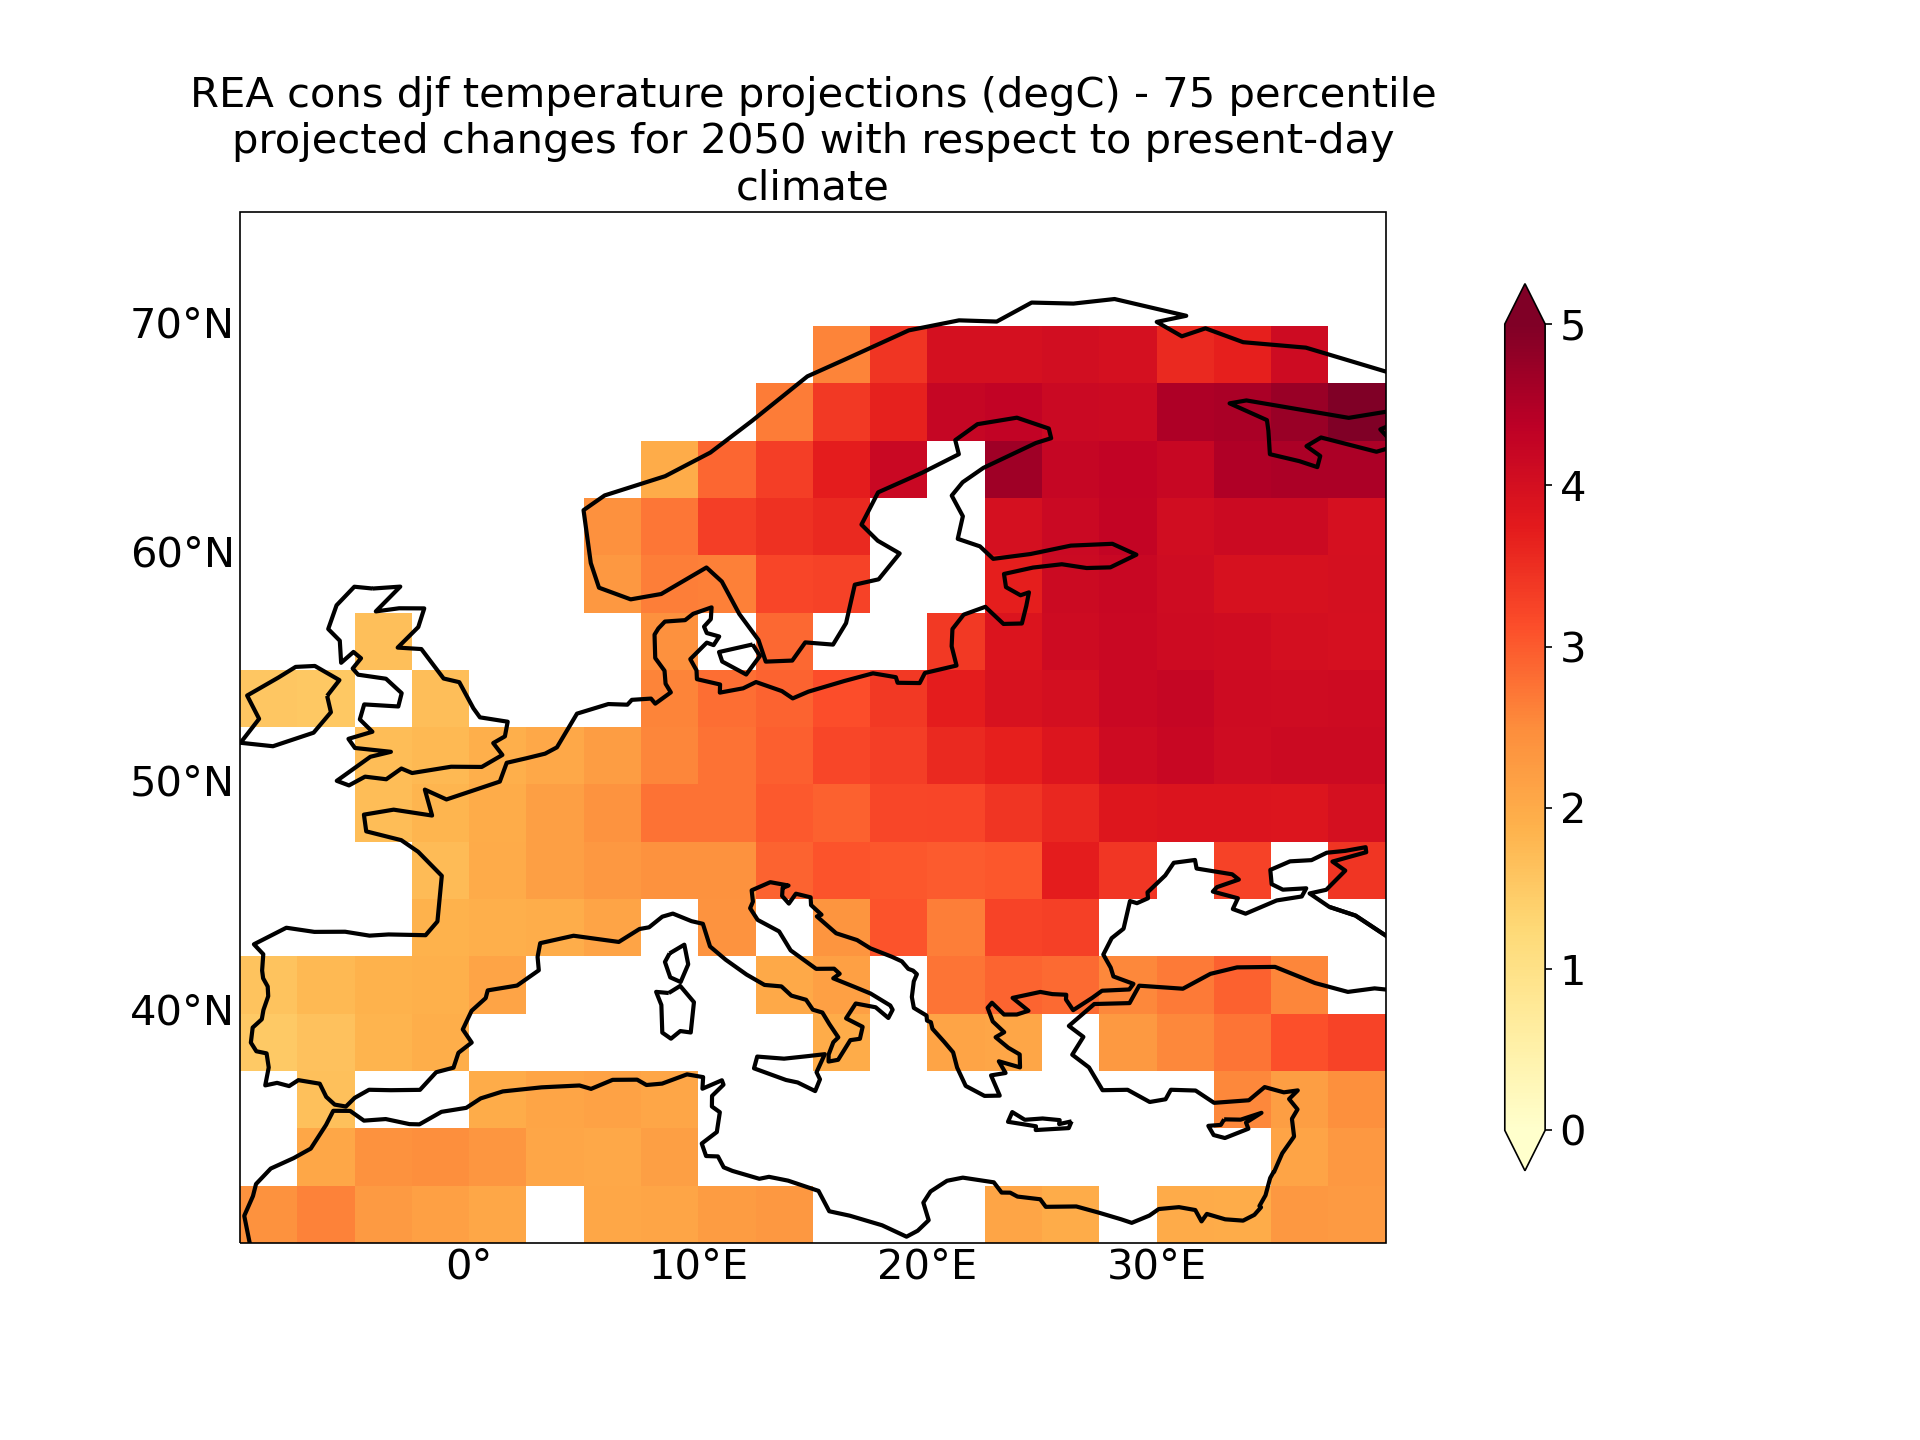 REA cons djf temperature projections (degC) - 75 percentile
projected changes for 2050 with respect to present-day
climate
70°N
60°N
50°N
40°N
0°
10°E
20°E
30°E
5
4
3
2
1
0